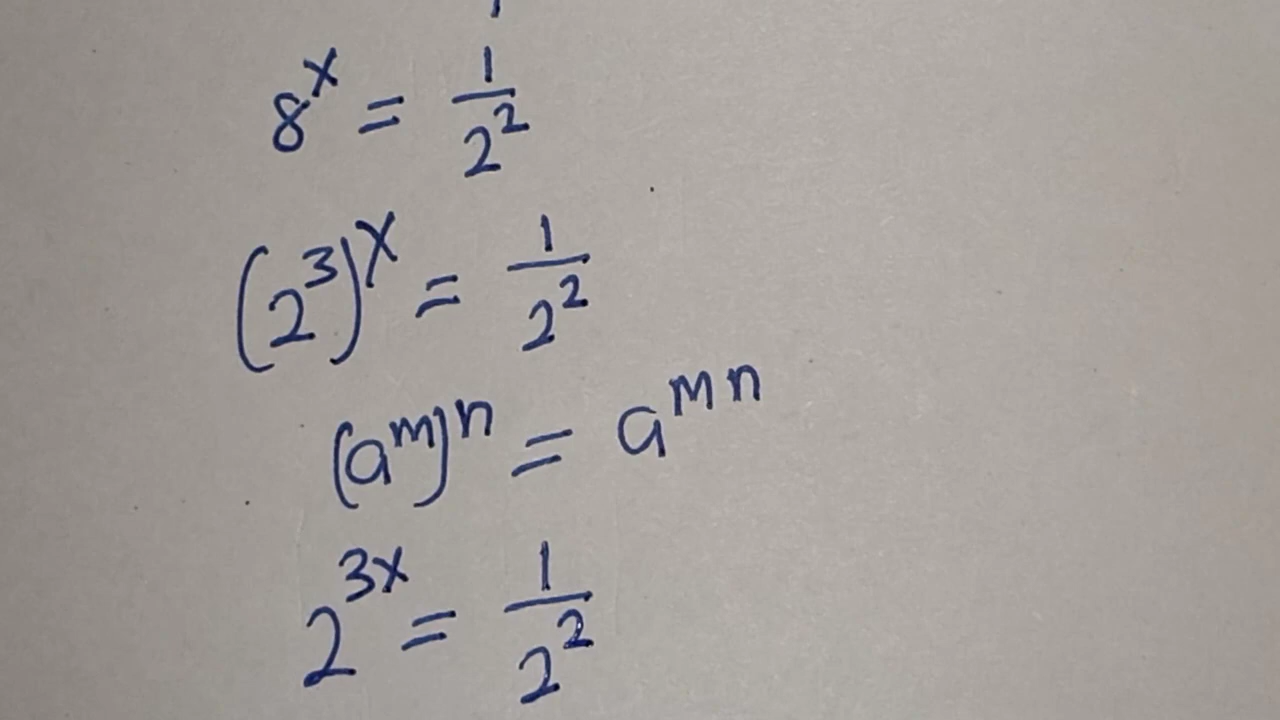 8^x = 1/2^2
(2^3)^x = 1/2^2
(a^m)^n = a^{mn}
2^{3x} = 1/2^2